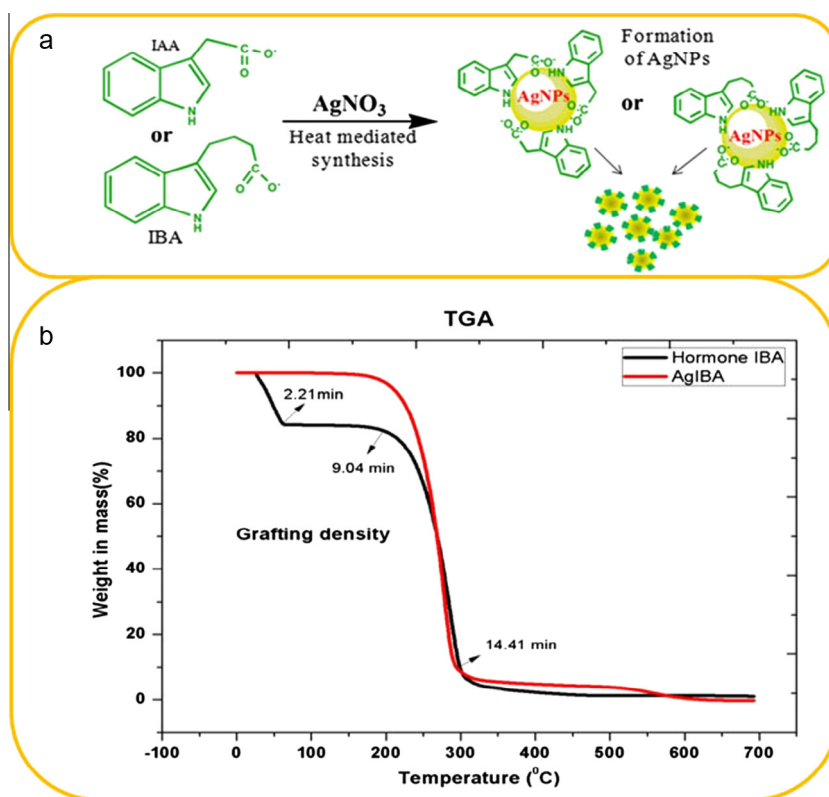 a
IAA
C
O-
O
N
H
or
C
O
O-
N
H
IBA
AgNO3
Heat mediated
synthesis
AgNPs
or
AgNPs
Formation
of AgNPs
b
TGA
Hormone IBA
AgIBA
2.21min
9.04 min
14.41 min
Grafting density
Weight in mass(%)
100
80
60
40
20
0
-100
0
100
200
300
400
500
600
700
Temperature (°C)